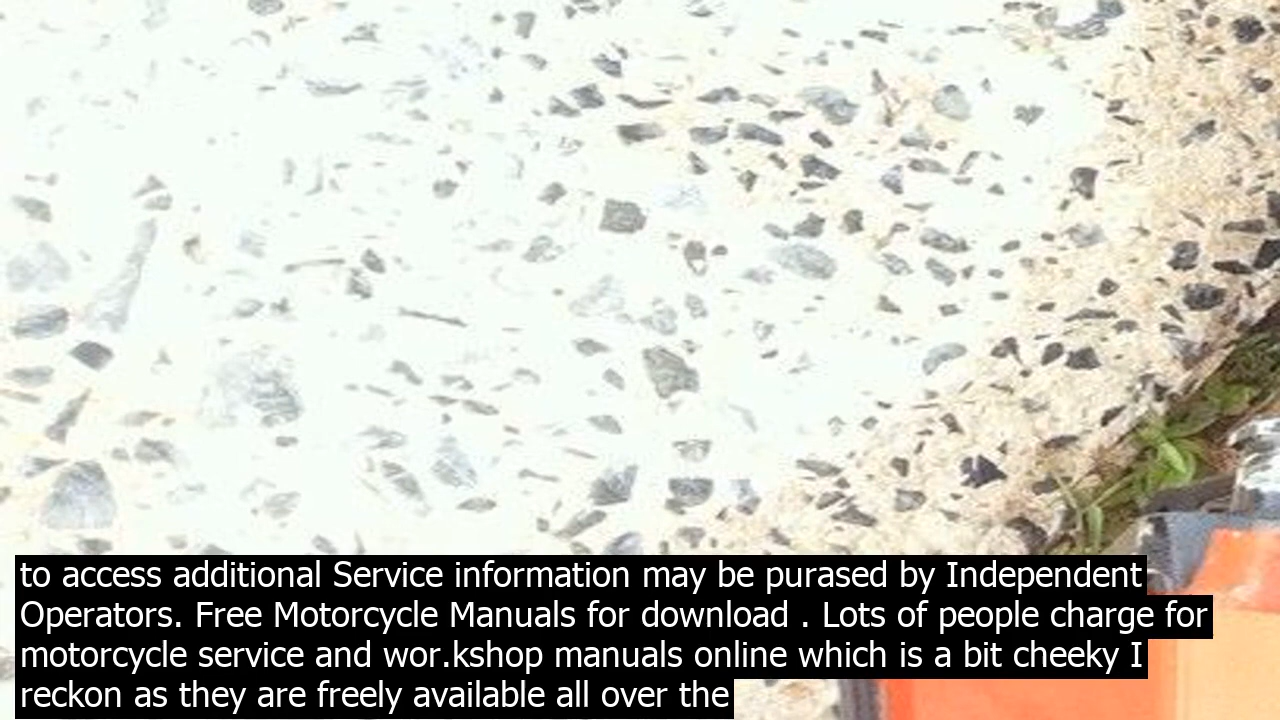 to access additional Service information may be purased by Independent
Operators. Free Motorcycle Manuals for download . Lots of people charge for
motorcycle service and wor.kshop manuals online which is a bit cheeky I
reckon as they are freely available all over the